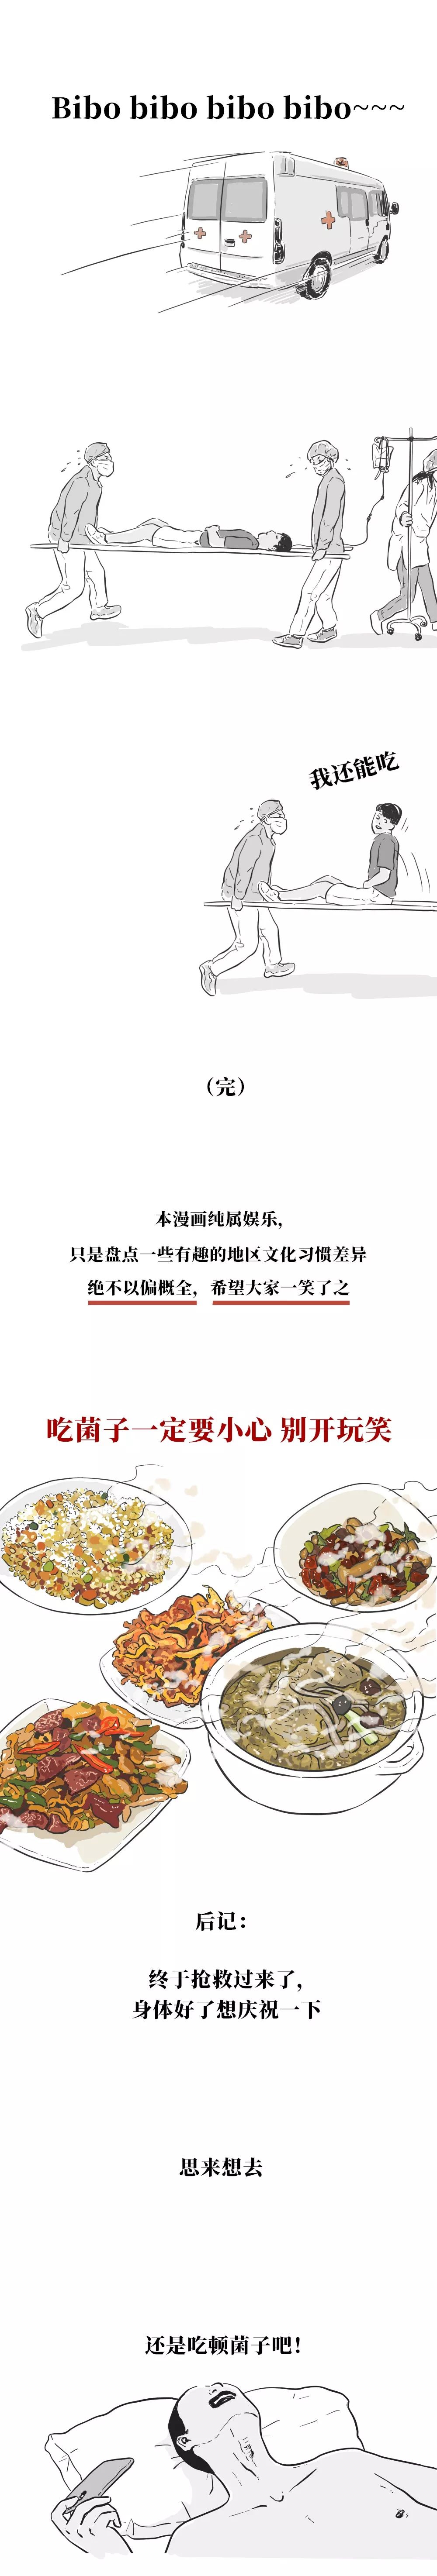 Bibo bibo bibo bibo~~~
我还能吃
（完）
本漫画纯属娱乐，
只是盘点一些有趣的地区文化习惯差异
绝不以偏概全，希望大家一笑了之
吃菌子一定要小心 别开玩笑
后记：
终于抢救过来了，
身体好了想庆祝一下
思来想去
还是吃顿菌子吧！